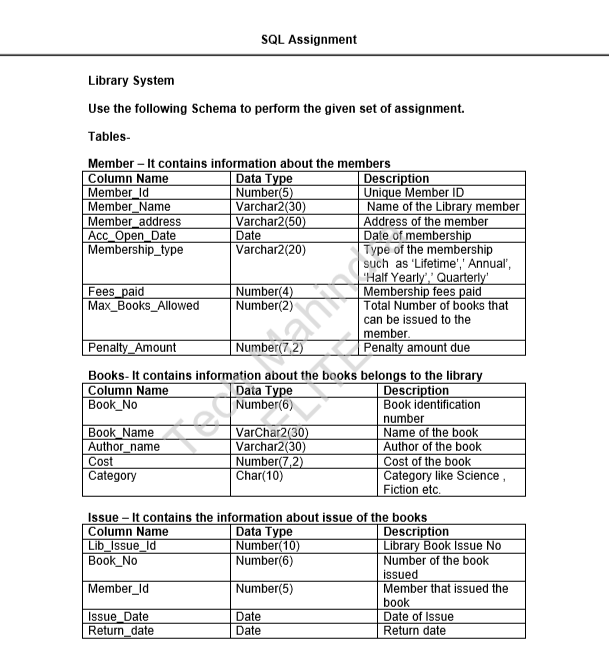 SQL Assignment
Library System
Use the following Schema to perform the given set of assignment.
Tables-
Member – It contains information about the members
Column Name Data Type Description
Member_Id Number(5) Unique Member ID
Member_Name Varchar2(30) Name of the Library member
Member_address Varchar2(50) Address of the member
Acc_Open_Date Date Date of membership
Membership_type Varchar2(20) Type of the membership
such as ‘Lifetime’,’ Annual’,
‘Half Yearly’,’ Quarterly’
Fees_paid Number(4) Membership fees paid
Max_Books_Allowed Number(2) Total Number of books that
can be issued to the
member.
Penalty_Amount Number(7,2) Penalty amount due
Books- It contains information about the books belongs to the library
Column Name Data Type Description
Book_No Number(6) Book identification
number
Book_Name VarChar2(30) Name of the book
Author_name Varchar2(30) Author of the book
Cost Number(7,2) Cost of the book
Category Char(10) Category like Science ,
Fiction etc.
Issue – It contains the information about issue of the books
Column Name Data Type Description
Lib_Issue_Id Number(10) Library Book Issue No
Book_No Number(6) Number of the book
issued
Member_Id Number(5) Member that issued the
book
Issue_Date Date Date of Issue
Return_date Date Return date
Tech Mahindra
ELITE